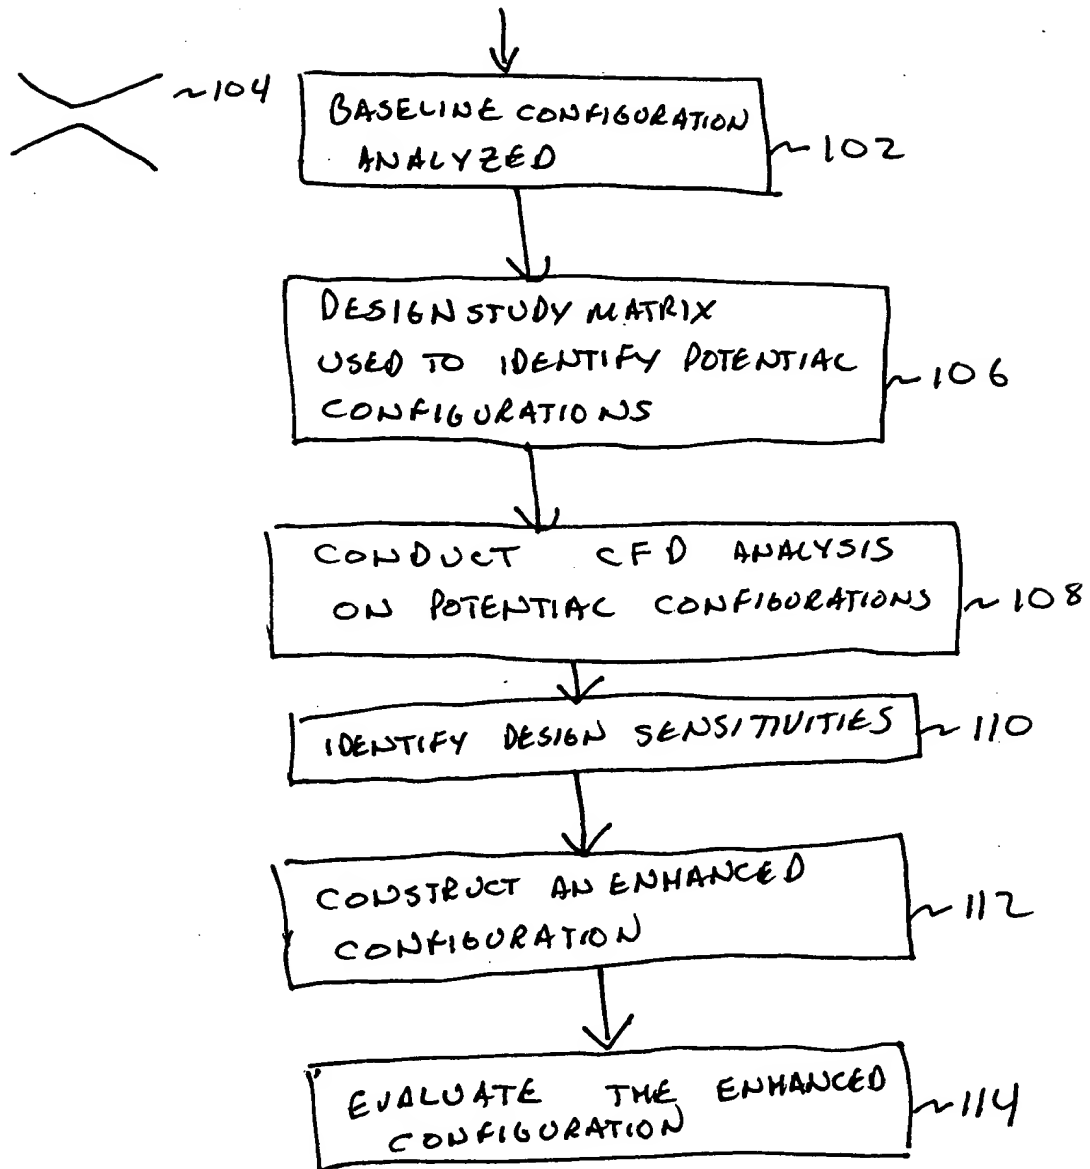 ~104
BASELINE CONFIGURATION
ANALYZED
~102
DESIGN STUDY MATRIX
USED TO IDENTIFY POTENTIAL
CONFIGURATIONS
~106
CONDUCT CFD ANALYSIS
ON POTENTIAL CONFIGURATIONS
~108
IDENTIFY DESIGN SENSITIVITIES
~110
CONSTRUCT AN ENHANCED
CONFIGURATION
~112
EVALUATE THE ENHANCED
CONFIGURATION
~114